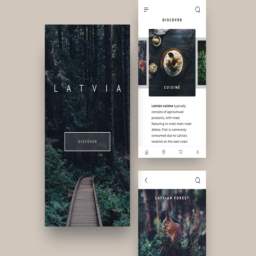 LATVIA
DISCOVER
DISCOVER
CUISINE
Latvian cuisine typically
consists of agricultural
products, with meat
featuring in most main meal
dishes. Fish is commonly
consumed due to Latvia's
location on the east coast
LATVIAN FOREST